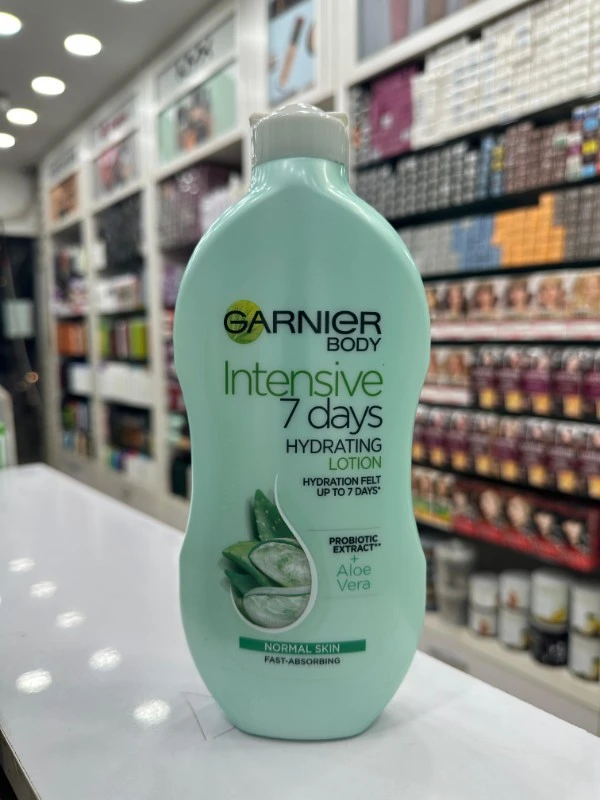 GARNIER
BODY
Intensive
7 days
HYDRATING
LOTION
HYDRATION FELT
UP TO 7 DAYS*
PROBIOTIC
EXTRACT**
+
Aloe
Vera
NORMAL SKIN
FAST-ABSORBING